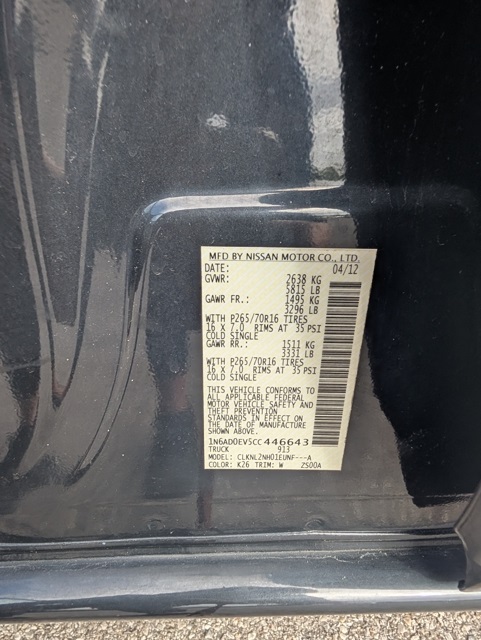 MFD BY NISSAN MOTOR CO., LTD.
DATE: 04/12
GVWR: 2638 KG
5815 LB
GAWR FR.: 1495 KG
3296 LB
WITH P265/70R16 TIRES
16 X 7.0 RIMS AT 35 PSI
COLD SINGLE
GAWR RR.: 1511 KG
3331 LB
WITH P265/70R16 TIRES
16 X 7.0 RIMS AT 35 PSI
COLD SINGLE
THIS VEHICLE CONFORMS TO
ALL APPLICABLE FEDERAL
MOTOR VEHICLE SAFETY AND
THEFT PREVENTION
STANDARDS IN EFFECT ON
THE DATE OF MANUFACTURE
SHOWN ABOVE.
1N6AD0EV5CC446643
TRUCK 913
MODEL: CLKNL2NH01EUNF---A
COLOR: K26 TRIM: W ZS00A